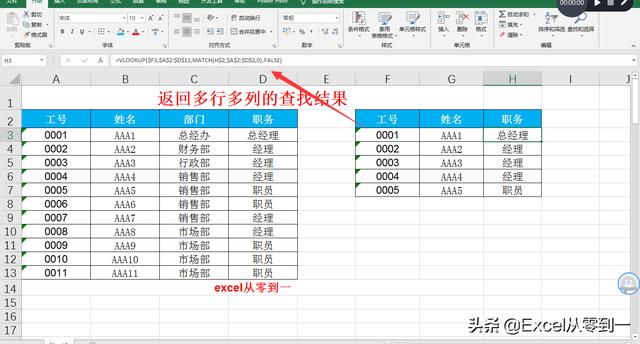 Power Pivot
00:00:00
剪切
复制
格式刷
粘贴
剪贴板
字体
自动换行
合并后居中
对齐方式
常规
数字
条件格式
套用
表格格式
单元格样式
样式
插入
删除
格式
单元格
自动求和
填充
清除
编辑
排序和筛选
查找和选择
H3
=VLOOKUP($F3,$A$2:$D$13,MATCH(H$2,$A$2:$D$2,0),FALSE)
A B C D E F G H I J
1 返回多行多列的查找结果
2 工号 姓名 部门 职务 工号 姓名 职务
3 0001 AAA1 总经办 总经理 0001 AAA1 总经理
4 0002 AAA2 财务部 经理 0002 AAA2 经理
5 0003 AAA3 行政部 经理 0003 AAA3 经理
6 0004 AAA4 销售部 经理 0004 AAA4 经理
7 0005 AAA5 销售部 职员 0005 AAA5 职员
8 0006 AAA6 销售部 职员
9 0007 AAA7 销售部 经理
10 0008 AAA8 市场部 经理
11 0009 AAA9 市场部 职员
12 0010 AAA10 市场部 职员
13 0011 AAA11 市场部 职员
14 excel从零到一
15
16
17
头条 @Excel从零到一